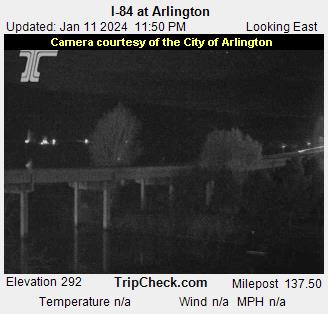 I-84 at Arlington
Updated: Jan 11 2024 11:50 PM Looking East
Camera courtesy of the City of Arlington
Elevation 292 TripCheck.com Milepost 137.50
Temperature n/a Wind n/a MPH n/a